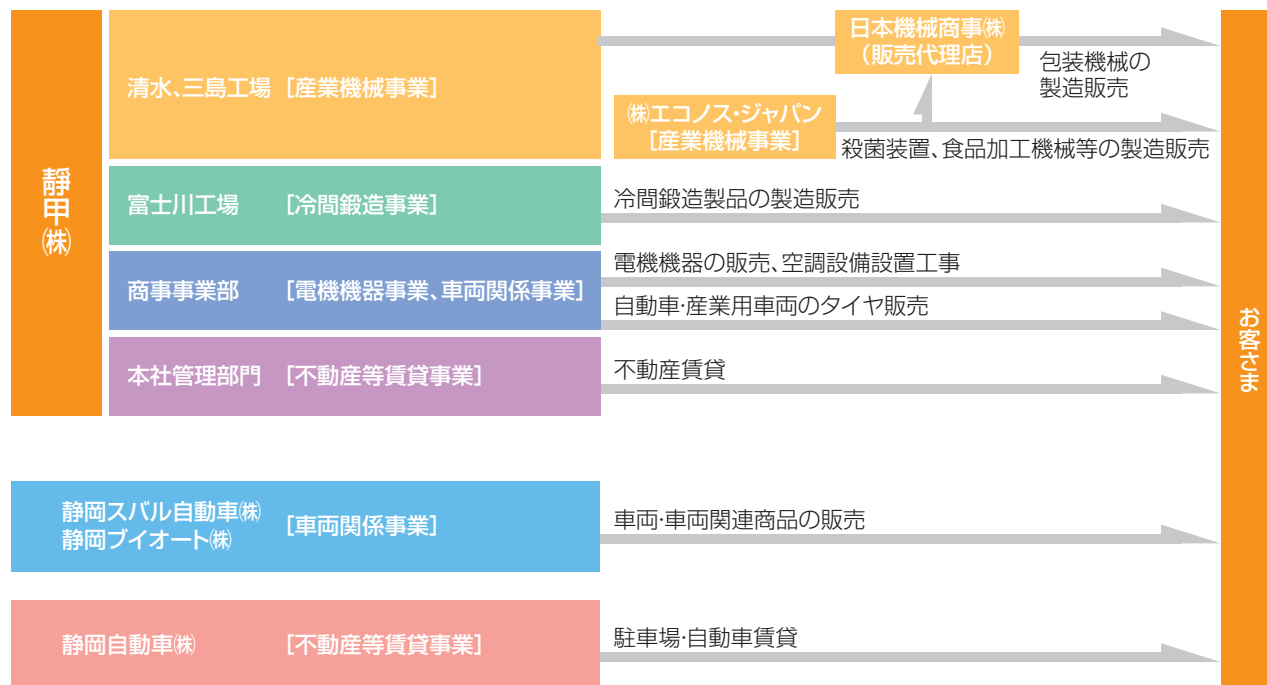 靜甲㈱
清水、三島工場 [産業機械事業]
日本機械商事㈱
（販売代理店）
包装機械の
製造販売
㈱エコノス・ジャパン
[産業機械事業]
殺菌装置、食品加工機械等の製造販売
富士川工場 [冷間鍛造事業]
冷間鍛造製品の製造販売
商事事業部 [電機機器事業、車両関係事業]
電機機器の販売、空調設備設置工事
自動車・産業用車両のタイヤ販売
本社管理部門 [不動産等賃貸事業]
不動産賃貸
お客さま
静岡スバル自動車㈱
静岡ブイオート㈱
[車両関係事業]
車両・車両関連商品の販売
静岡自動車㈱ [不動産等賃貸事業]
駐車場・自動車賃貸